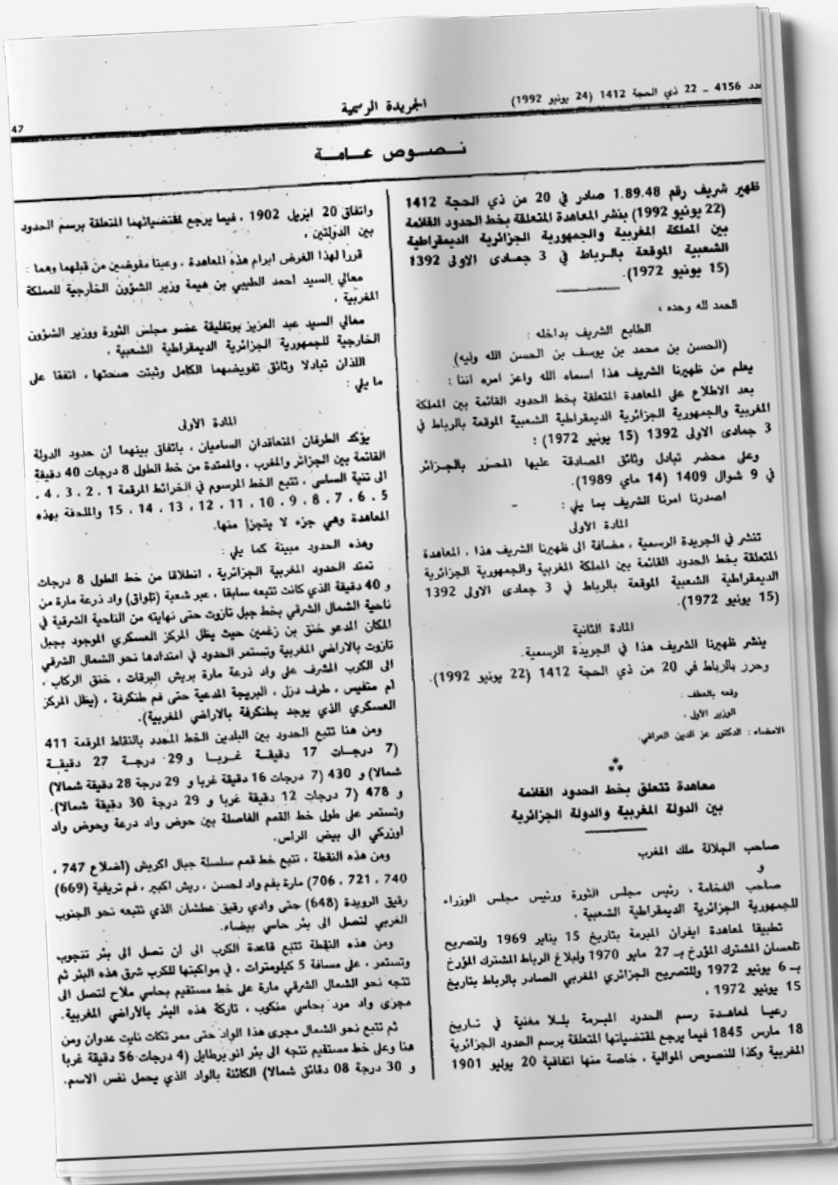 عدد 4156 – 22 ذي الحجة 1412 (24 يونيو 1992)
الجريدة الرسمية
47
نصوص عامة
ظهير شريف رقم 1.89.48 صادر في 20 من ذي الحجة 1412
(22 يونيو 1992) بنشر المعاهدة المتعلقة بخط الحدود القائمة
بين المملكة المغربية والجمهورية الجزائرية الديمقراطية
الشعبية الموقعة بالرباط في 3 جمادى الاولى 1392
(15 يونيو 1972).
الحمد لله وحده ،
الطابع الشريف بداخله :
(الحسن بن محمد بن يوسف بن الحسن الله وليه)
يعلم من ظهيرنا الشريف هذا اسماه الله واعز امره اننا :
بعد الاطلاع على المعاهدة المتعلقة بخط الحدود القائمة بين المملكة
المغربية والجمهورية الجزائرية الديمقراطية الشعبية الموقعة بالرباط في
3 جمادى الاولى 1392 (15 يونيو 1972) :
وعلى محضر تبادل وثائق المصادقة عليها المحرر بالجزائر
في 9 شوال 1409 (14 ماي 1989).
اصدرنا امرنا الشريف بما يلي :
المادة الاولى
تنشر في الجريدة الرسمية ، مضافة الى ظهيرنا الشريف هذا ، المعاهدة
المتعلقة بخط الحدود القائمة بين المملكة المغربية والجمهورية الجزائرية
الديمقراطية الشعبية الموقعة بالرباط في 3 جمادى الاولى 1392
(15 يونيو 1972).
المادة الثانية
ينشر ظهيرنا الشريف هذا في الجريدة الرسمية.
وحرر بالرباط في 20 من ذي الحجة 1412 (22 يونيو 1992).
وقعه بالعطف :
الوزير الاول ،
الامضاء : الدكتور عز الدين العراقي.
معاهدة تتعلق بخط الحدود القائمة
بين الدولة المغربية والدولة الجزائرية
صاحب الجلالة ملك المغرب
و
صاحب الفخامة ، رئيس مجلس الثورة ورئيس مجلس الوزراء
للجمهورية الجزائرية الديمقراطية الشعبية ،
تطبيقا لمعاهدة ايفران المبرمة بتاريخ 15 يناير 1969 ولتصريح
تلمسان المشترك المؤرخ بـ 27 مايو 1970 ولبلاغ الرباط المشترك المؤرخ
بـ 6 يونيو 1972 وللتصريح الجزائري المغربي الصادر بالرباط بتاريخ
15 يونيو 1972 ،
رعيا لمعاهدة رسم الحدود المبرمة بللا مغنية في تاريخ
18 مارس 1845 فيما يرجع لمقتضياتها المتعلقة برسم الحدود الجزائرية
المغربية وكذا للنصوص الموالية ، خاصة منها اتفاقية 20 يوليو 1901
واتفاق 20 ابريل 1902 ، فيما يرجع لمقتضياتهما المتعلقة برسم الحدود
بين الدولتين ،
قررا لهذا الغرض ابرام هذه المعاهدة ، وعينا مفوضين من قبلهما وهما :
معالي السيد احمد الطيبي بن هيمة وزير الشؤون الخارجية للمملكة
المغربية ،
معالي السيد عبد العزيز بوتفليقة عضو مجلس الثورة ووزير الشؤون
الخارجية للجمهورية الجزائرية الديمقراطية الشعبية ،
اللذان تبادلا وثائق تفويضهما الكامل وثبتت صحتها ، اتفقا على
ما يلي :
المادة الاولى
يؤكد الطرفان المتعاقدان الساميان ، باتفاق بينهما ان حدود الدولة
القائمة بين الجزائر والمغرب ، والممتدة من خط الطول 8 درجات 40 دقيقة
الى ثنية الساسي ، تتبع الخط المرسوم في الخرائط المرقمة 1 ، 2 ، 3 ، 4 ،
5 ، 6 ، 7 ، 8 ، 9 ، 10 ، 11 ، 12 ، 13 ، 14 ، 15 والملحقة بهذه
المعاهدة وهي جزء لا يتجزأ منها.
وهذه الحدود مبينة كما يلي :
تمتد الحدود المغربية الجزائرية ، انطلاقا من خط الطول 8 درجات
و 40 دقيقة الذي كانت تتبعه سابقا ، عبر شعبة (تلواق) واد ذرعة مارة من
ناحية الشمال الشرقي بخط جبل تازوت حتى نهايته من الناحية الشرقية في
المكان المدعو خنق بن زغمين حيث يظل المركز العسكري الموجود بجبل
تازوت بالاراضي المغربية وتستمر الحدود في امتدادها نحو الشمال الشرقي
الى الكرب المشرف على واد ذرعة مارة بريش البرقات ، خنق الركاب ،
أم متفيس ، طرف دزل ، البريجة المدعية حتى فم طنكرفة ، (يظل المركز
العسكري الذي يوجد بطنكرفة بالاراضي المغربية).
ومن هنا تتبع الحدود بين البلدين الخط المحدد بالنقاط المرقمة 411
(7 درجات 17 دقيقة غربا و 29 درجة 27 دقيقة
شمالا) و 430 (7 درجات 16 دقيقة غربا و 29 درجة 28 دقيقة شمالا)
و 478 (7 درجات 12 دقيقة غربا و 29 درجة 30 دقيقة شمالا).
وتستمر على طول خط القمم الفاصلة بين حوض واد درعة وحوض واد
اوزركي الى بيض الراس.
ومن هذه النقطة ، تتبع خط قمم سلسلة جبال اكريش (اضلاع 747 ،
740 ، 721 ، 706) مارة بفم واد لحسن ، ريش اكبير ، فم تريفية (669)
رقيق الرويدة (648) حتى وادي رقيق عطشان الذي تتبعه نحو الجنوب
الغربي لتصل الى بئر حاسي بيضاء.
ومن هذه النقطة تتبع قاعدة الكرب الى ان تصل الى بئر تنجوب
وتستمر ، على مسافة 5 كيلومترات ، في مواكبتها للكرب شرق هذه البئر ثم
تتجه نحو الشمال الشرقي مارة على خط مستقيم بحاسي ملاح لتصل الى
مجرى واد مرد بحاسي منكوب ، تاركة هذه البئر بالاراضي المغربية.
ثم تتبع نحو الشمال مجرى هذا الواد حتى ممر تكات نايت عدوان ومن
هنا وعلى خط مستقيم تتجه الى بئر انو برطايل (4 درجات 56 دقيقة غربا
و 30 درجة 08 دقائق شمالا) الكائنة بالواد الذي يحمل نفس الاسم.